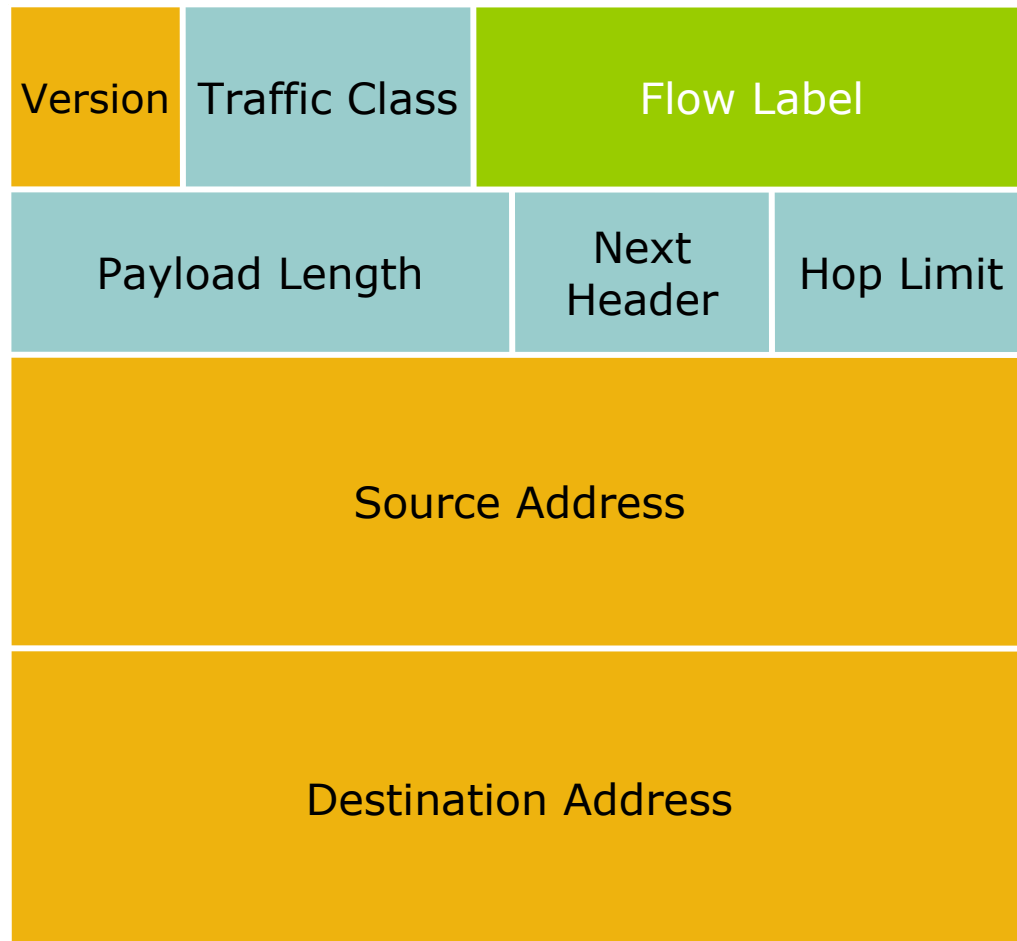 Version Traffic Class Flow Label
Payload Length Next Header Hop Limit
Source Address
Destination Address